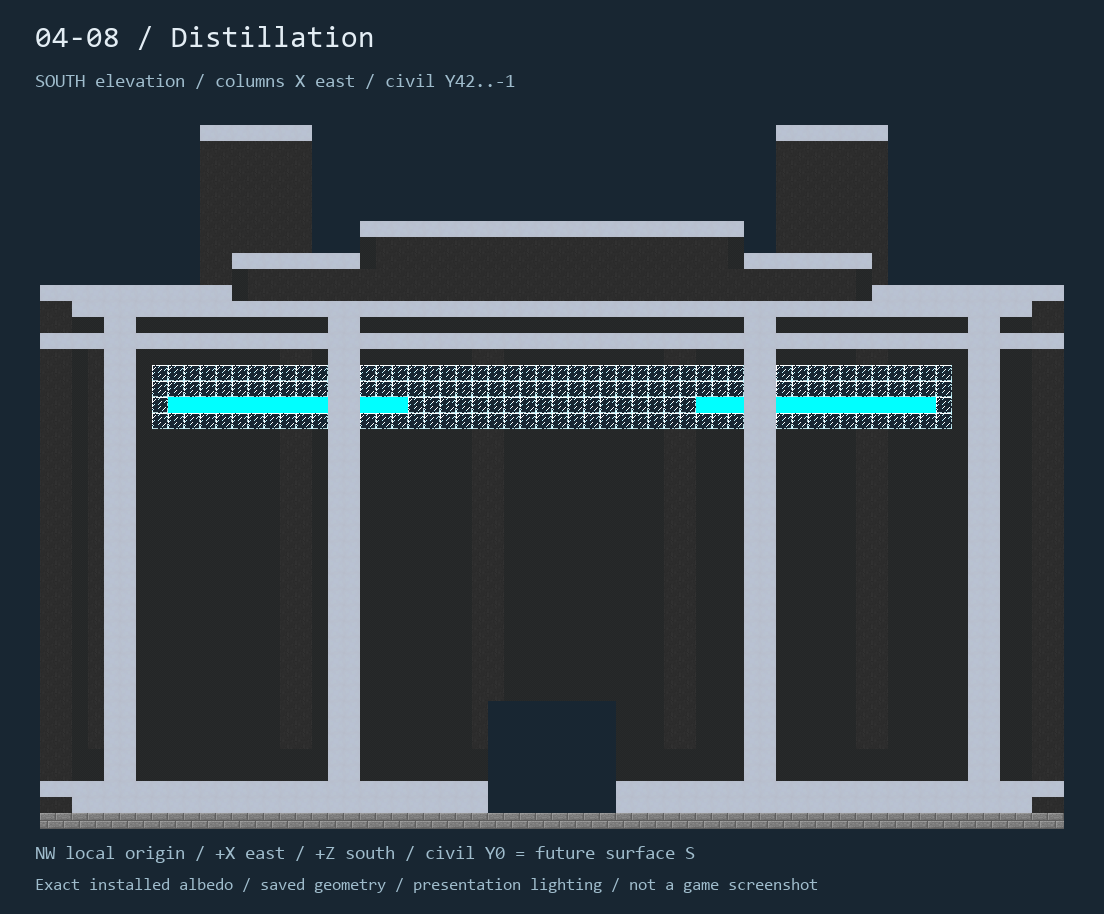 04-08 / Distillation
SOUTH elevation / columns X east / civil Y42..-1
NW local origin / +X east / +Z south / civil Y0 = future surface S
Exact installed albedo / saved geometry / presentation lighting / not a game screenshot